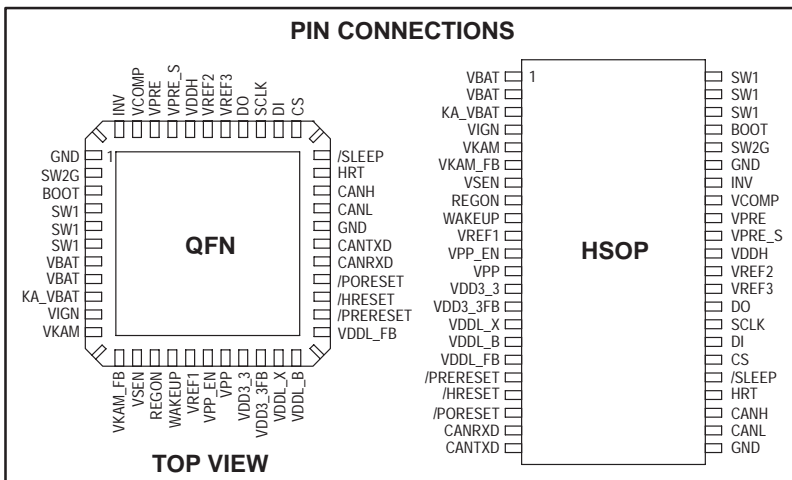 PIN CONNECTIONS
INV
VCOMP
VPRE
VPRE_S
VDDH
VREF2
VREF3
DO
SCLK
DI
CS
GND
SW2G
BOOT
SW1
SW1
SW1
VBAT
VBAT
KA_VBAT
VIGN
VKAM
1
QFN
/SLEEP
HRT
CANH
CANL
GND
CANTXD
CANRXD
/PORESET
/HRESET
/PRERESET
VDDL_FB
VKAM_FB
VSEN
REGON
WAKEUP
VREF1
VPP_EN
VPP
VDD3_3
VDD3_3FB
VDDL_X
VDDL_B
TOP VIEW
VBAT
VBAT
KA_VBAT
VIGN
VKAM
VKAM_FB
VSEN
REGON
WAKEUP
VREF1
VPP_EN
VPP
VDD3_3
VDD3_3FB
VDDL_X
VDDL_B
VDDL_FB
/PRERESET
/HRESET
/PORESET
CANRXD
CANTXD
1
HSOP
SW1
SW1
SW1
BOOT
SW2G
GND
INV
VCOMP
VPRE
VPRE_S
VDDH
VREF2
VREF3
DO
SCLK
DI
CS
/SLEEP
HRT
CANH
CANL
GND